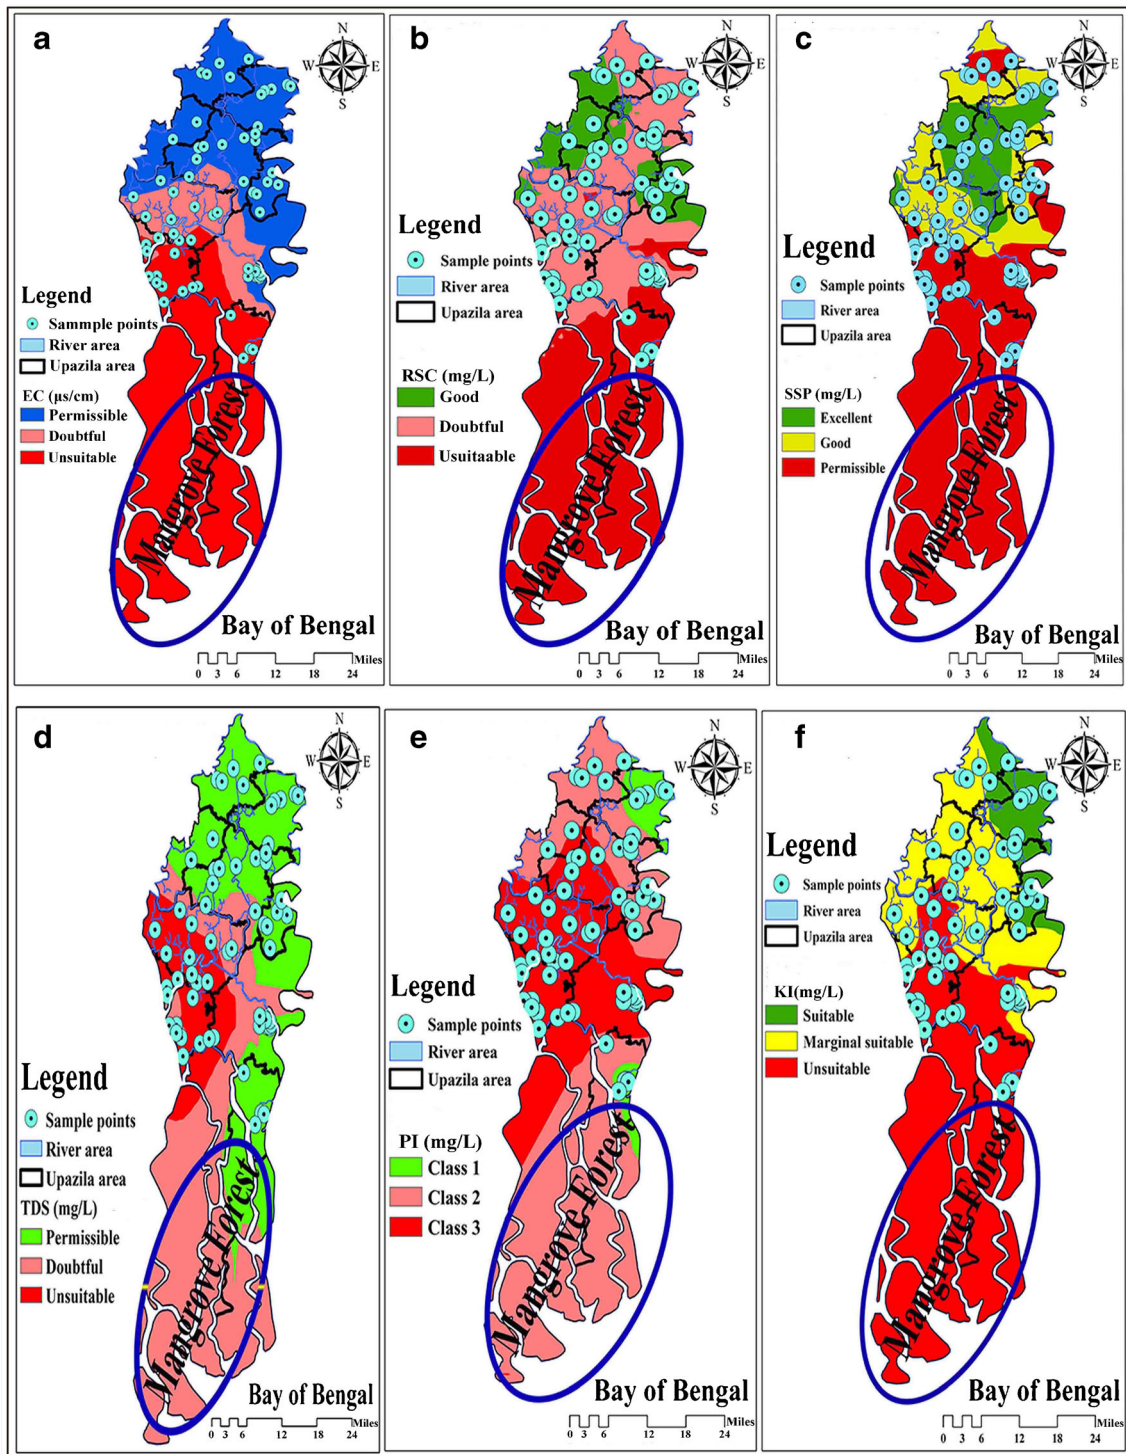 a
N
W E
S
Legend
Sammple points
River area
Upazila area
EC (µs/cm)
Permissible
Doubtful
Unsuitable
Mangrove Forest
Bay of Bengal
Miles
0 3 6 12 18 24
b
N
W E
S
Legend
Sample points
River area
Upazila area
RSC (mg/L)
Good
Doubtful
Usuitaable
Mangrove Forest
Bay of Bengal
Miles
0 3 6 12 18 24
c
N
W E
S
Legend
Sample points
River area
Upazila area
SSP (mg/L)
Excellent
Good
Permissible
Mangrove Forest
Bay of Bengal
Miles
0 3 6 12 18 24
d
N
W E
S
Legend
Sample points
River area
Upazila area
TDS (mg/L)
Permissible
Doubtful
Unsuitable
Mangrove Forest
Bay of Bengal
Miles
0 3 6 12 18 24
e
N
W E
S
Legend
Sample points
River area
Upazila area
PI (mg/L)
Class 1
Class 2
Class 3
Mangrove Forest
Bay of Bengal
Miles
0 3 6 12 18 24
f
N
W E
S
Legend
Sample points
River area
Upazila area
KI(mg/L)
Suitable
Marginal suitable
Unsuitable
Mangrove Forest
Bay of Bengal
Miles
0 3 6 12 18 24